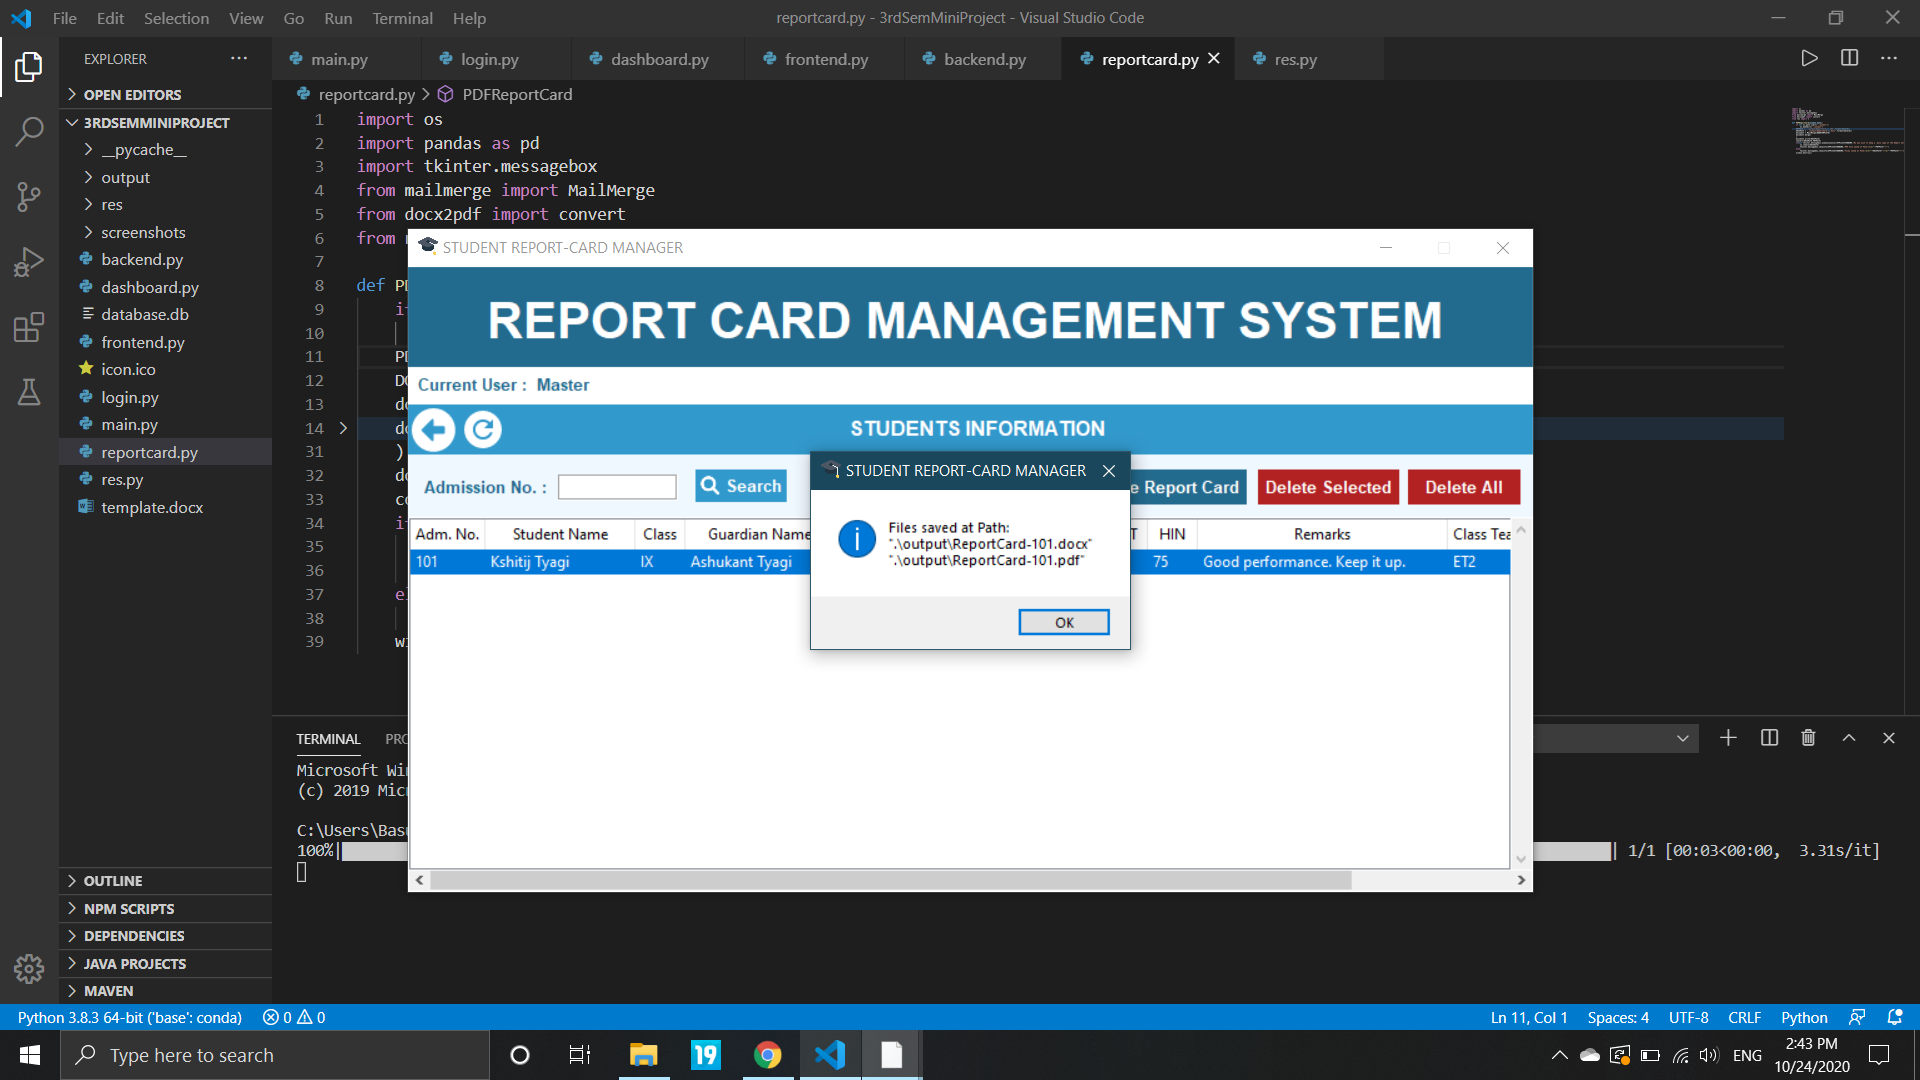 File Edit Selection View Go Run Terminal Help
reportcard.py - 3rdSemMiniProject - Visual Studio Code
EXPLORER
main.py
login.py
dashboard.py
frontend.py
backend.py
reportcard.py
res.py
OPEN EDITORS
3RDSEMMINIPROJECT
__pycache__
output
res
screenshots
backend.py
dashboard.py
database.db
frontend.py
icon.ico
login.py
main.py
reportcard.py
res.py
template.docx
OUTLINE
NPM SCRIPTS
DEPENDENCIES
JAVA PROJECTS
MAVEN
reportcard.py > PDFReportCard
1 import os
2 import pandas as pd
3 import tkinter.messagebox
4 from mailmerge import MailMerge
5 from docx2pdf import convert
6 from
7
8 def
9
10
11
12
13
14
31 )
32
33
34
35
36
37
38
39
STUDENT REPORT-CARD MANAGER
REPORT CARD MANAGEMENT SYSTEM
Current User : Master
STUDENTS INFORMATION
Admission No. :
Search
e Report Card
Delete Selected
Delete All
Adm. No. Student Name Class Guardian Name T HIN Remarks Class Tea
101 Kshitij Tyagi IX Ashukant Tyagi 75 Good performance. Keep it up. ET2
STUDENT REPORT-CARD MANAGER
Files saved at Path:
".\output\ReportCard-101.docx"
".\output\ReportCard-101.pdf"
OK
TERMINAL PRO
Microsoft Wi
(c) 2019 Mic
C:\Users\Bas
100%| | 1/1 [00:03<00:00, 3.31s/it]
Python 3.8.3 64-bit ('base': conda) 0 0
Ln 11, Col 1 Spaces: 4 UTF-8 CRLF Python
Type here to search
19
ENG
2:43 PM
10/24/2020